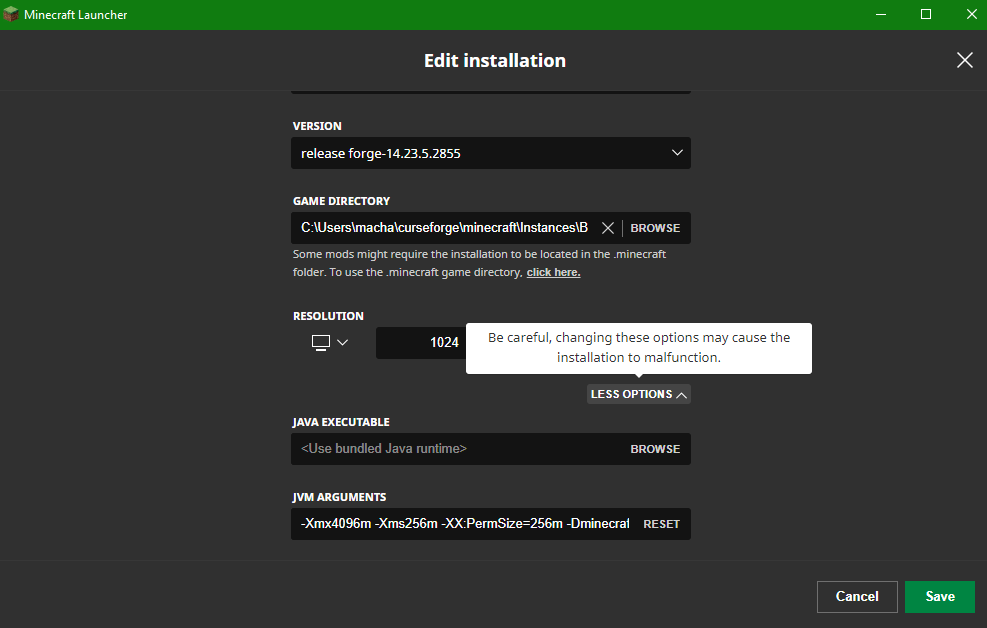 Minecraft Launcher
Edit installation
VERSION
release forge-14.23.5.2855
GAME DIRECTORY
C:\Users\macha\curseforge\minecraft\Instances\B
BROWSE
Some mods might require the installation to be located in the .minecraft
folder. To use the .minecraft game directory, click here.
RESOLUTION
1024
Be careful, changing these options may cause the
installation to malfunction.
LESS OPTIONS
JAVA EXECUTABLE
<Use bundled Java runtime>
BROWSE
JVM ARGUMENTS
-Xmx4096m -Xms256m -XX:PermSize=256m -Dminecraf
RESET
Cancel
Save